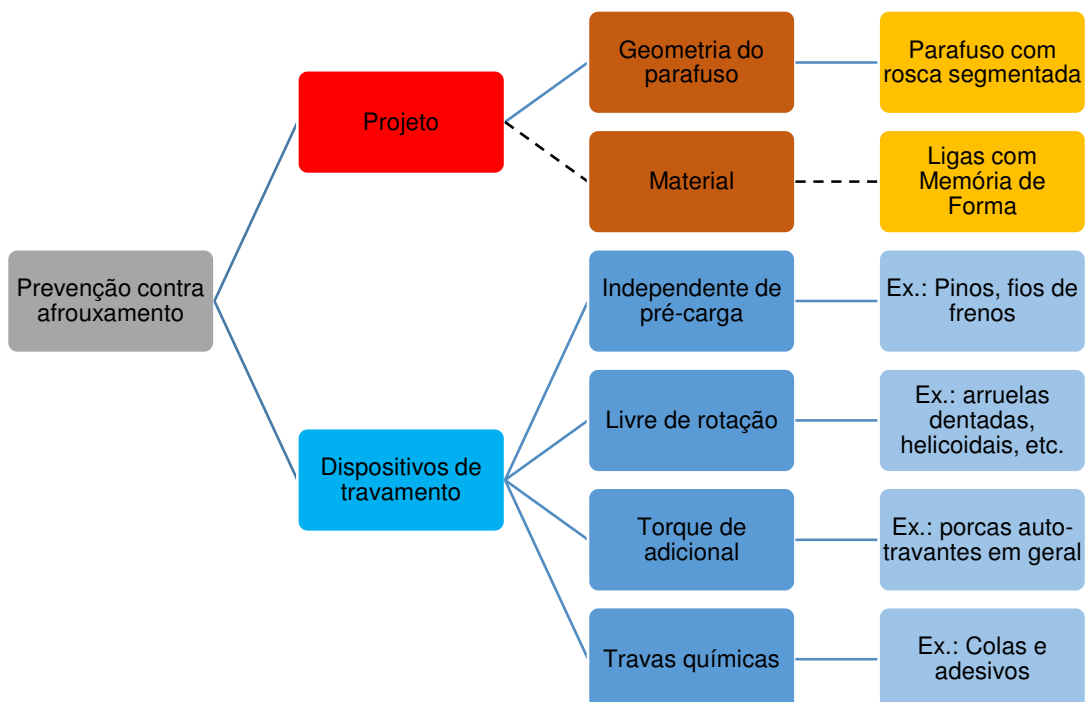 Prevenção contra
afrouxamento
Projeto
Geometria do
parafuso
Parafuso com
rosca segmentada
Material
Ligas com
Memória de
Forma
Dispositivos de
travamento
Independente de
pré-carga
Ex.: Pinos, fios de
frenos
Livre de rotação
Ex.: arruelas
dentadas,
helicoidais, etc.
Torque de
adicional
Ex.: porcas auto-
travantes em geral
Travas químicas
Ex.: Colas e
adesivos